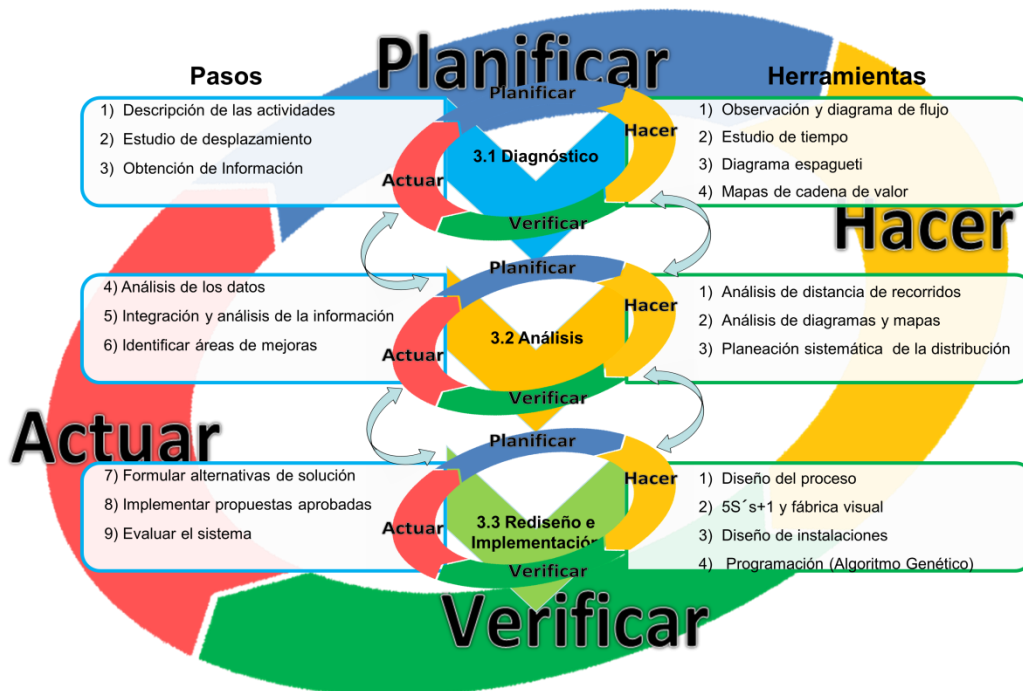 Planificar
Pasos
Herramientas
1) Descripción de las actividades
2) Estudio de desplazamiento
3) Obtención de Información
Planificar
Hacer
3.1 Diagnóstico
Actuar
Verificar
1) Observación y diagrama de flujo
2) Estudio de tiempo
3) Diagrama espagueti
4) Mapas de cadena de valor
Hacer
4) Análisis de los datos
5) Integración y análisis de la información
6) Identificar áreas de mejoras
Planificar
Hacer
3.2 Análisis
Actuar
Verificar
1) Análisis de distancia de recorridos
2) Análisis de diagramas y mapas
3) Planeación sistemática de la distribución
Actuar
7) Formular alternativas de solución
8) Implementar propuestas aprobadas
9) Evaluar el sistema
Planificar
Hacer
3.3 Rediseño e
Implementación
Actuar
Verificar
1) Diseño del proceso
2) 5S´s+1 y fábrica visual
3) Diseño de instalaciones
4) Programación (Algoritmo Genético)
Verificar